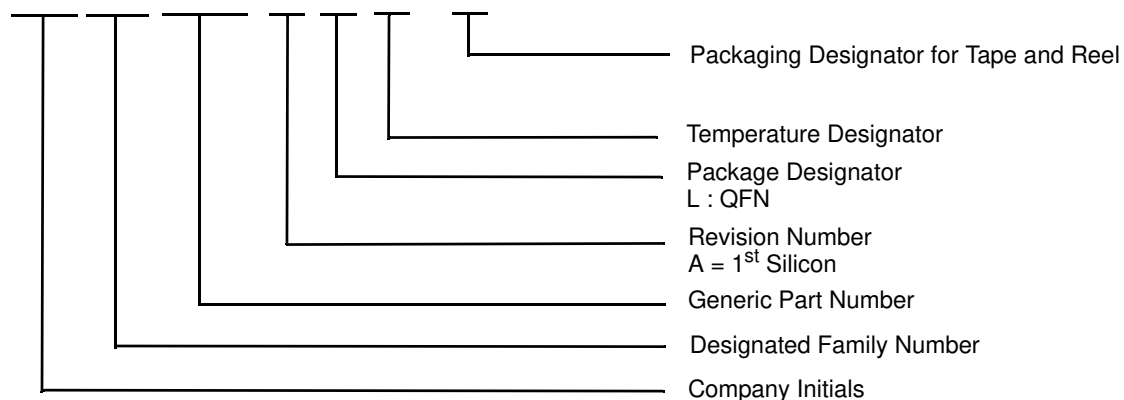 Packaging Designator for Tape and Reel
Temperature Designator
Package Designator
L : QFN
Revision Number
A = 1st Silicon
Generic Part Number
Designated Family Number
Company Initials